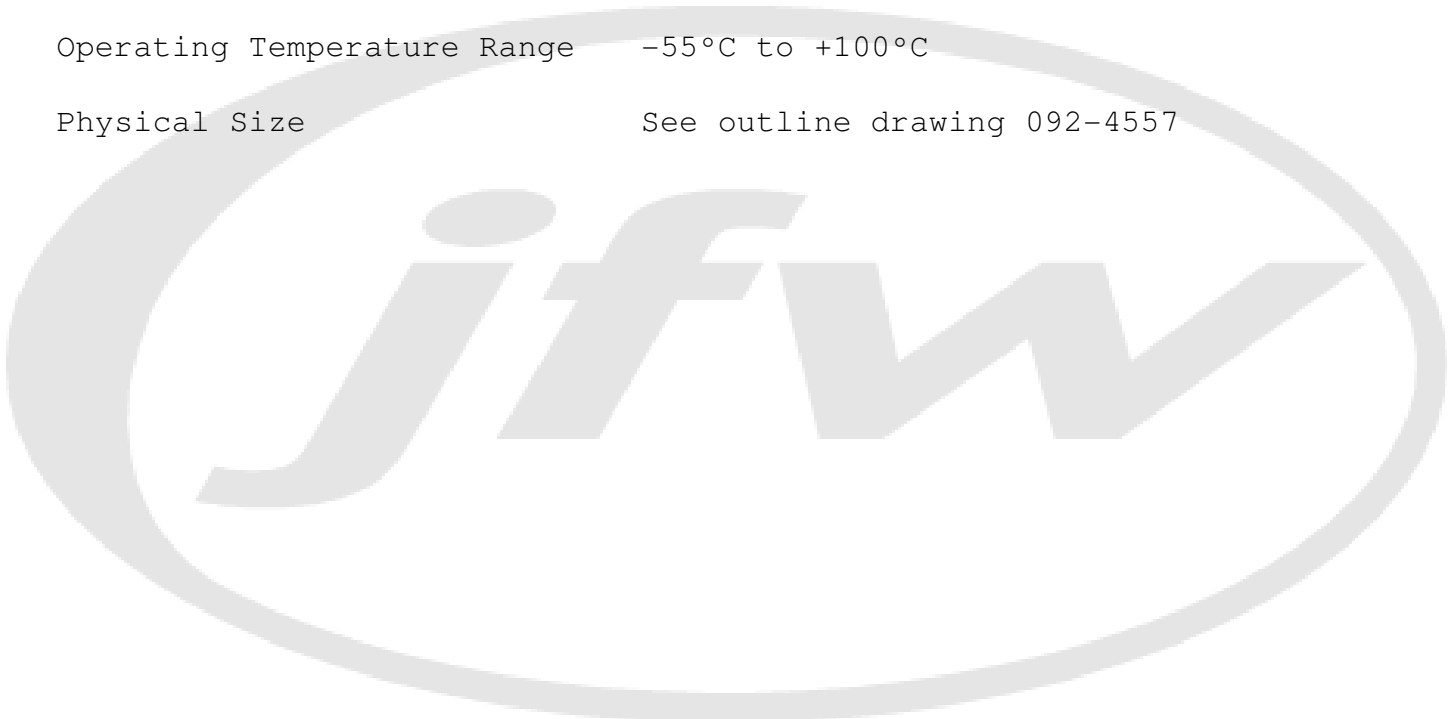 Operating Temperature Range -55°C to +100°C
Physical Size See outline drawing 092-4557
jfw